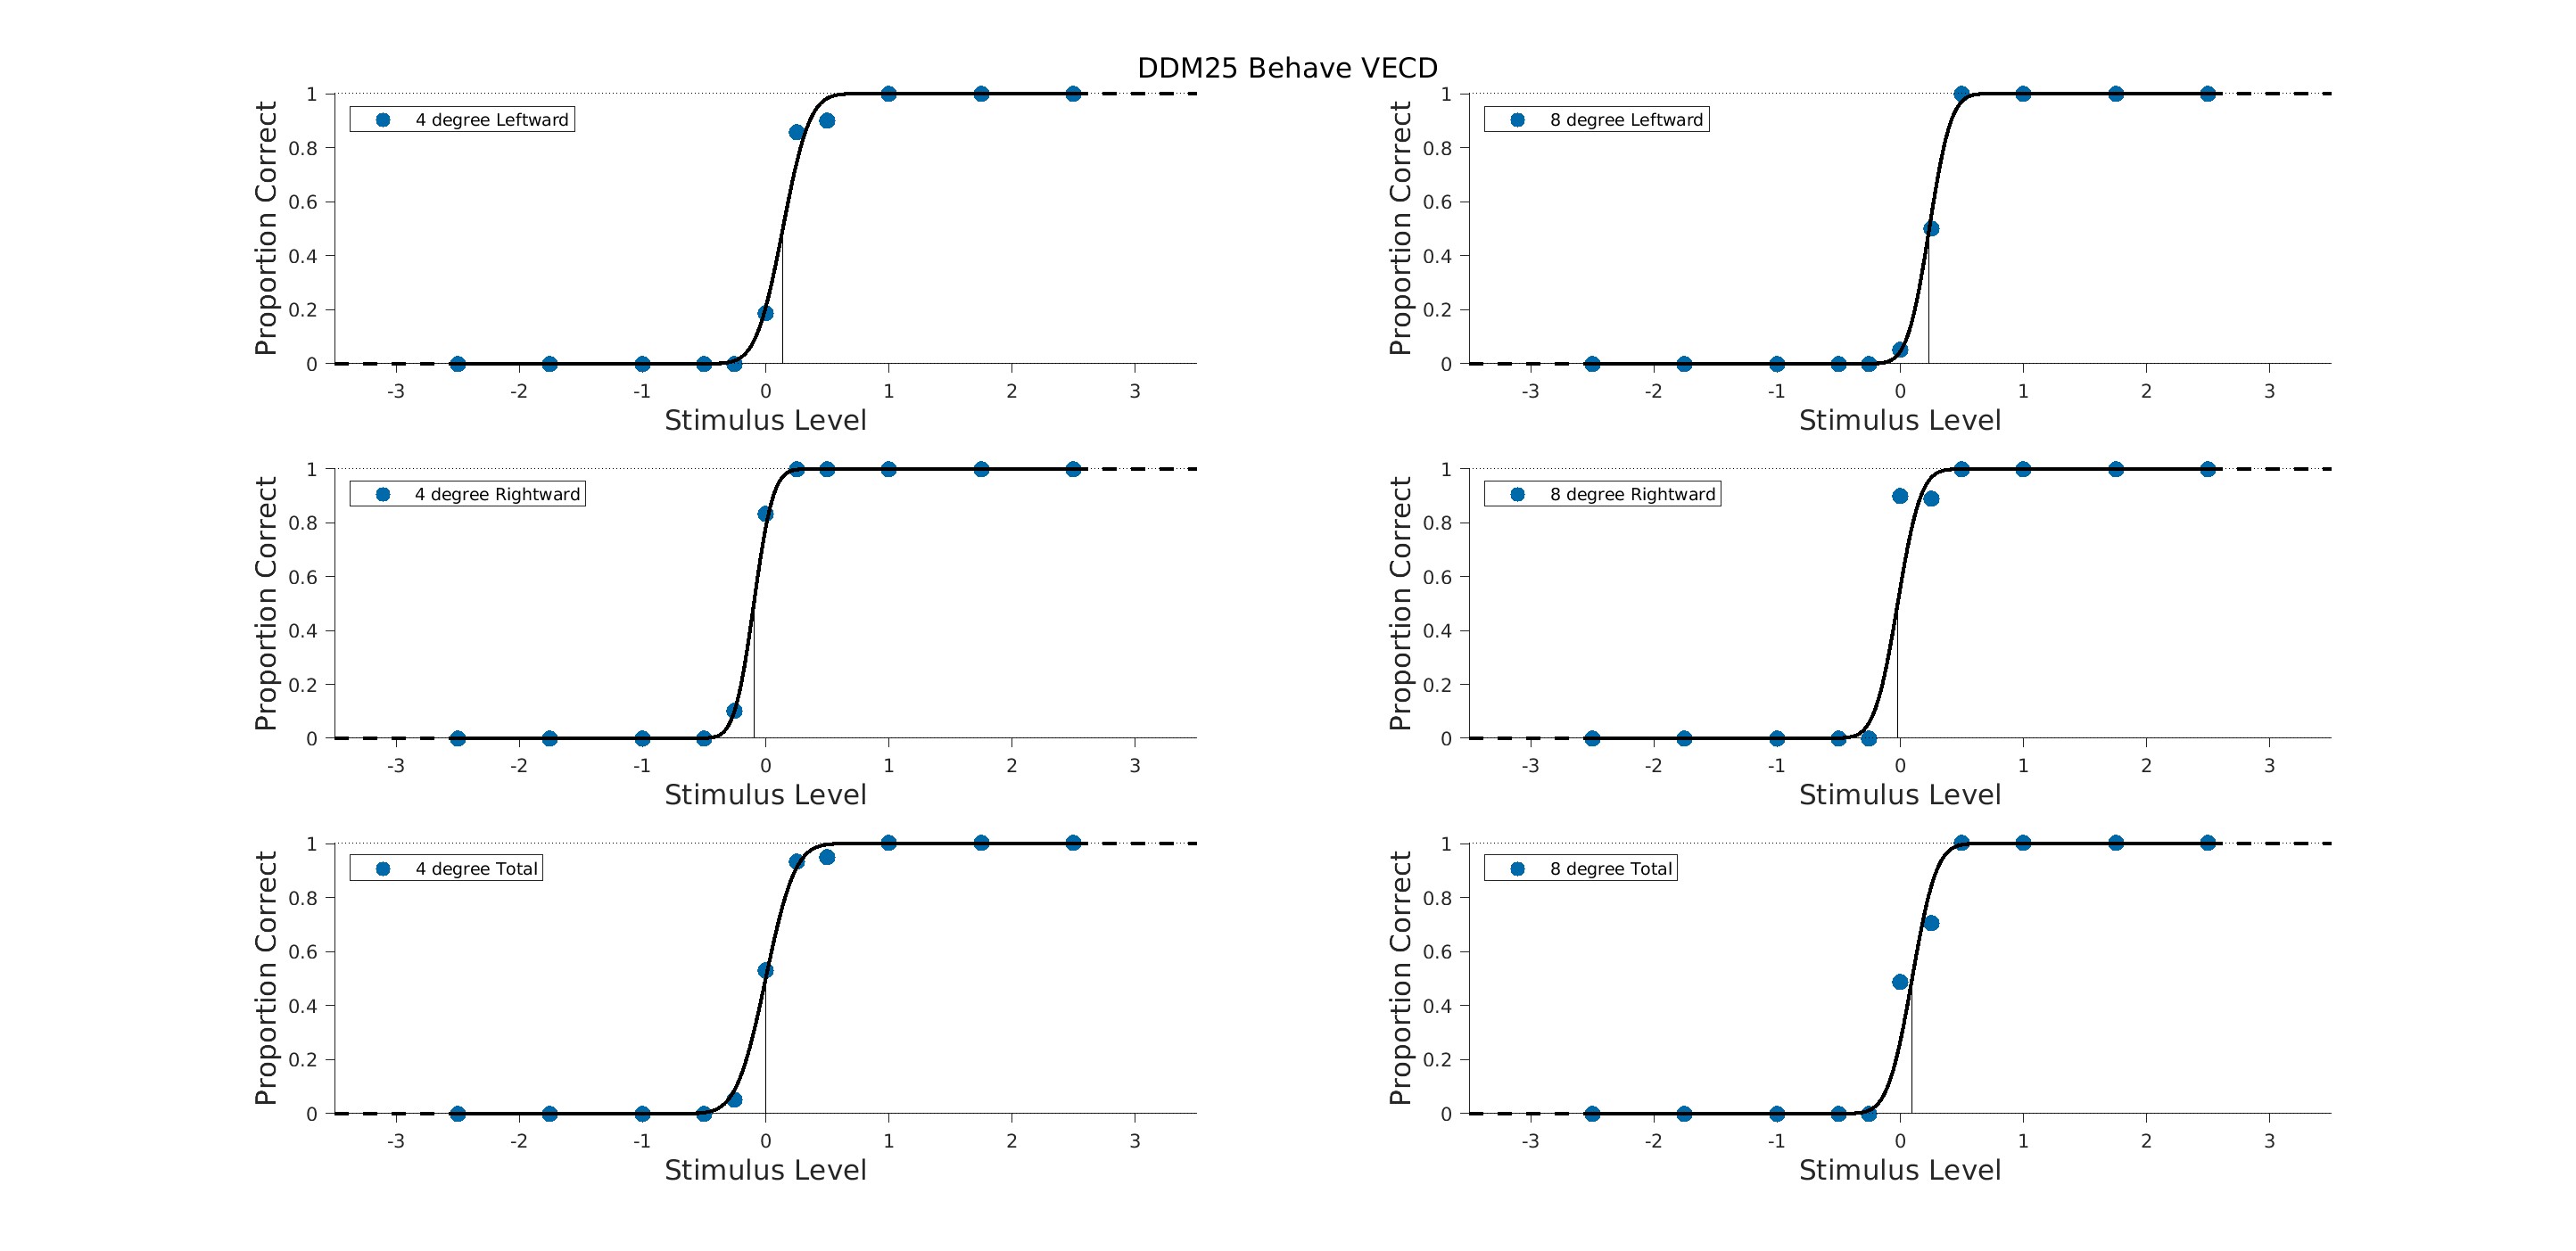 DDM25 Behave VECD
1
0.8
0.6
0.4
0.2
0
Proportion Correct
4 degree Leftward
-3 -2 -1 0 1 2 3
Stimulus Level
1
0.8
0.6
0.4
0.2
0
Proportion Correct
8 degree Leftward
-3 -2 -1 0 1 2 3
Stimulus Level
1
0.8
0.6
0.4
0.2
0
Proportion Correct
4 degree Rightward
-3 -2 -1 0 1 2 3
Stimulus Level
1
0.8
0.6
0.4
0.2
0
Proportion Correct
8 degree Rightward
-3 -2 -1 0 1 2 3
Stimulus Level
1
0.8
0.6
0.4
0.2
0
Proportion Correct
4 degree Total
-3 -2 -1 0 1 2 3
Stimulus Level
1
0.8
0.6
0.4
0.2
0
Proportion Correct
8 degree Total
-3 -2 -1 0 1 2 3
Stimulus Level